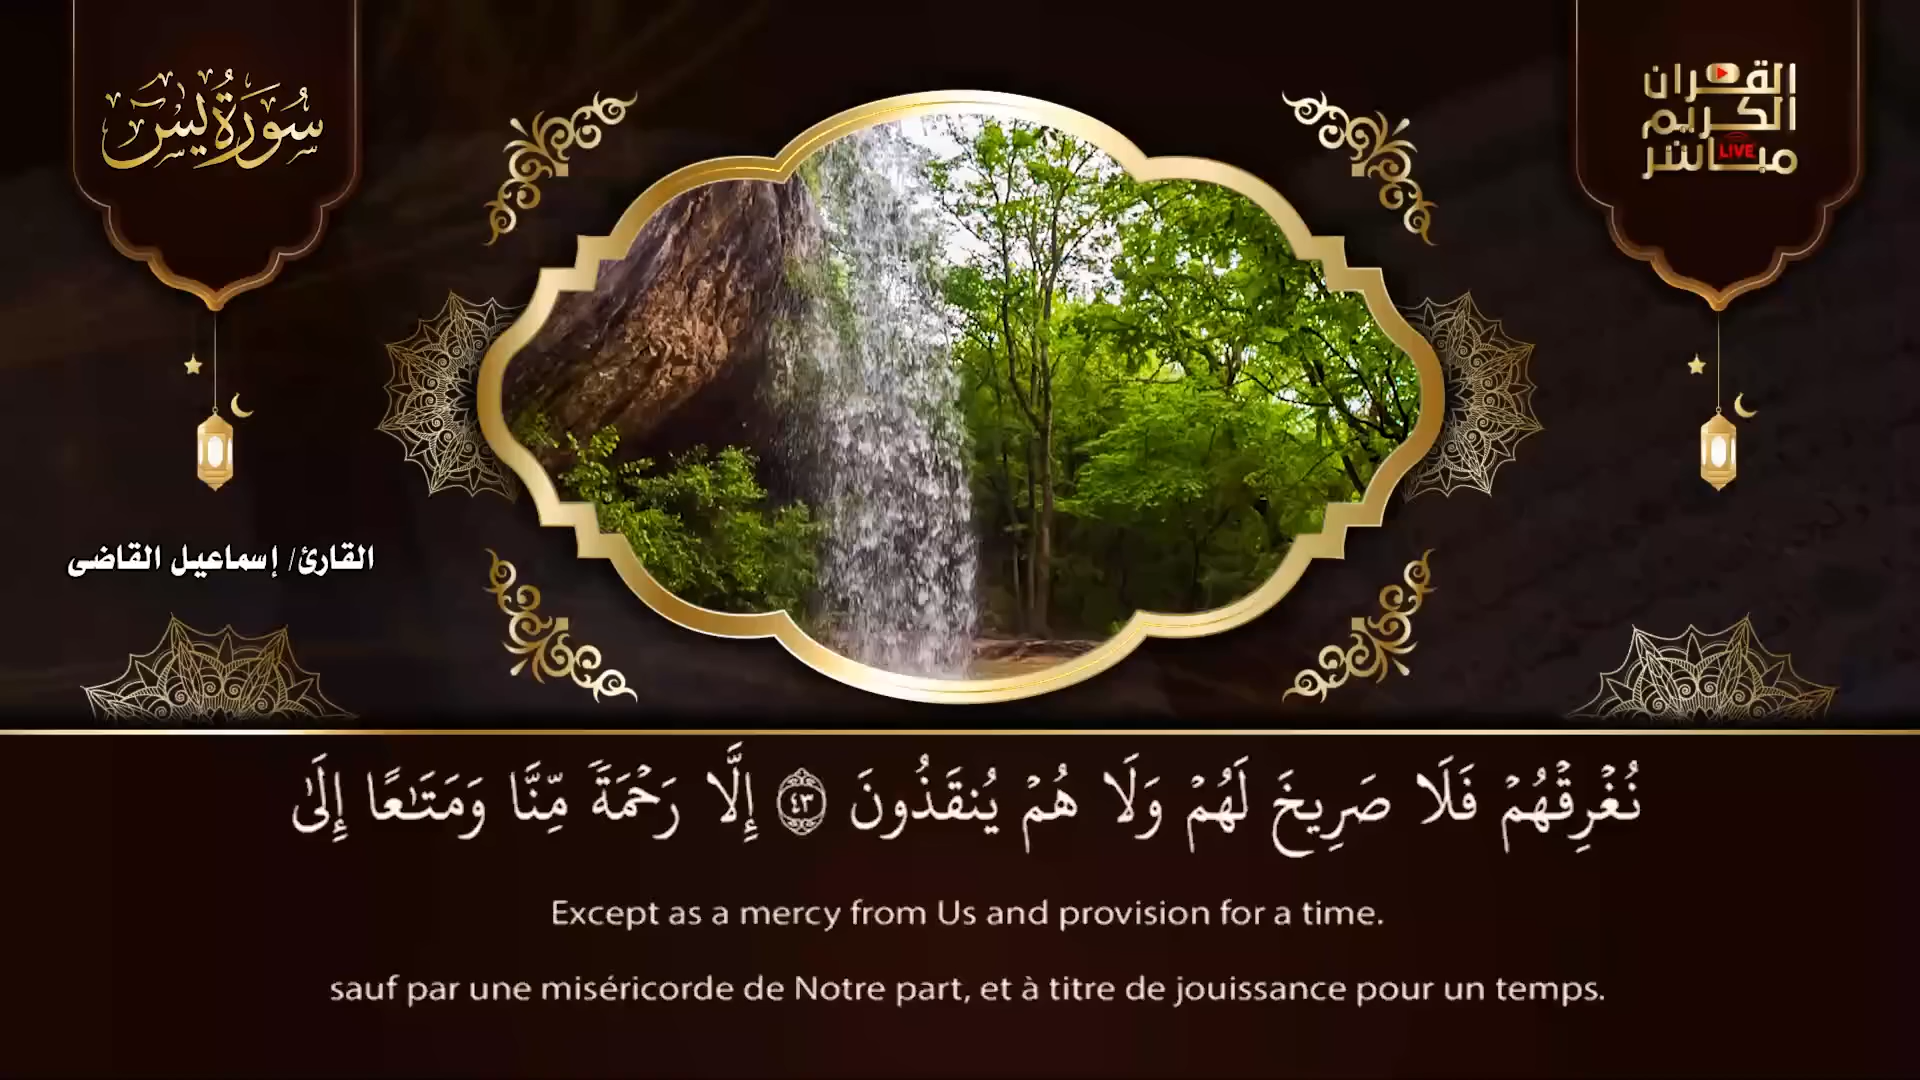 سُورَةُ يسٓ
القران
الكريم
مباشر
LIVE
القارئ/ إسماعيل القاضى
نُغْرِقْهُمْ فَلَا صَرِيخَ لَهُمْ وَلَا هُمْ يُنقَذُونَ ٤٣ إِلَّا رَحْمَةً مِّنَّا وَمَتَـٰعًا إِلَىٰ
Except as a mercy from Us and provision for a time.
sauf par une miséricorde de Notre part, et à titre de jouissance pour un temps.